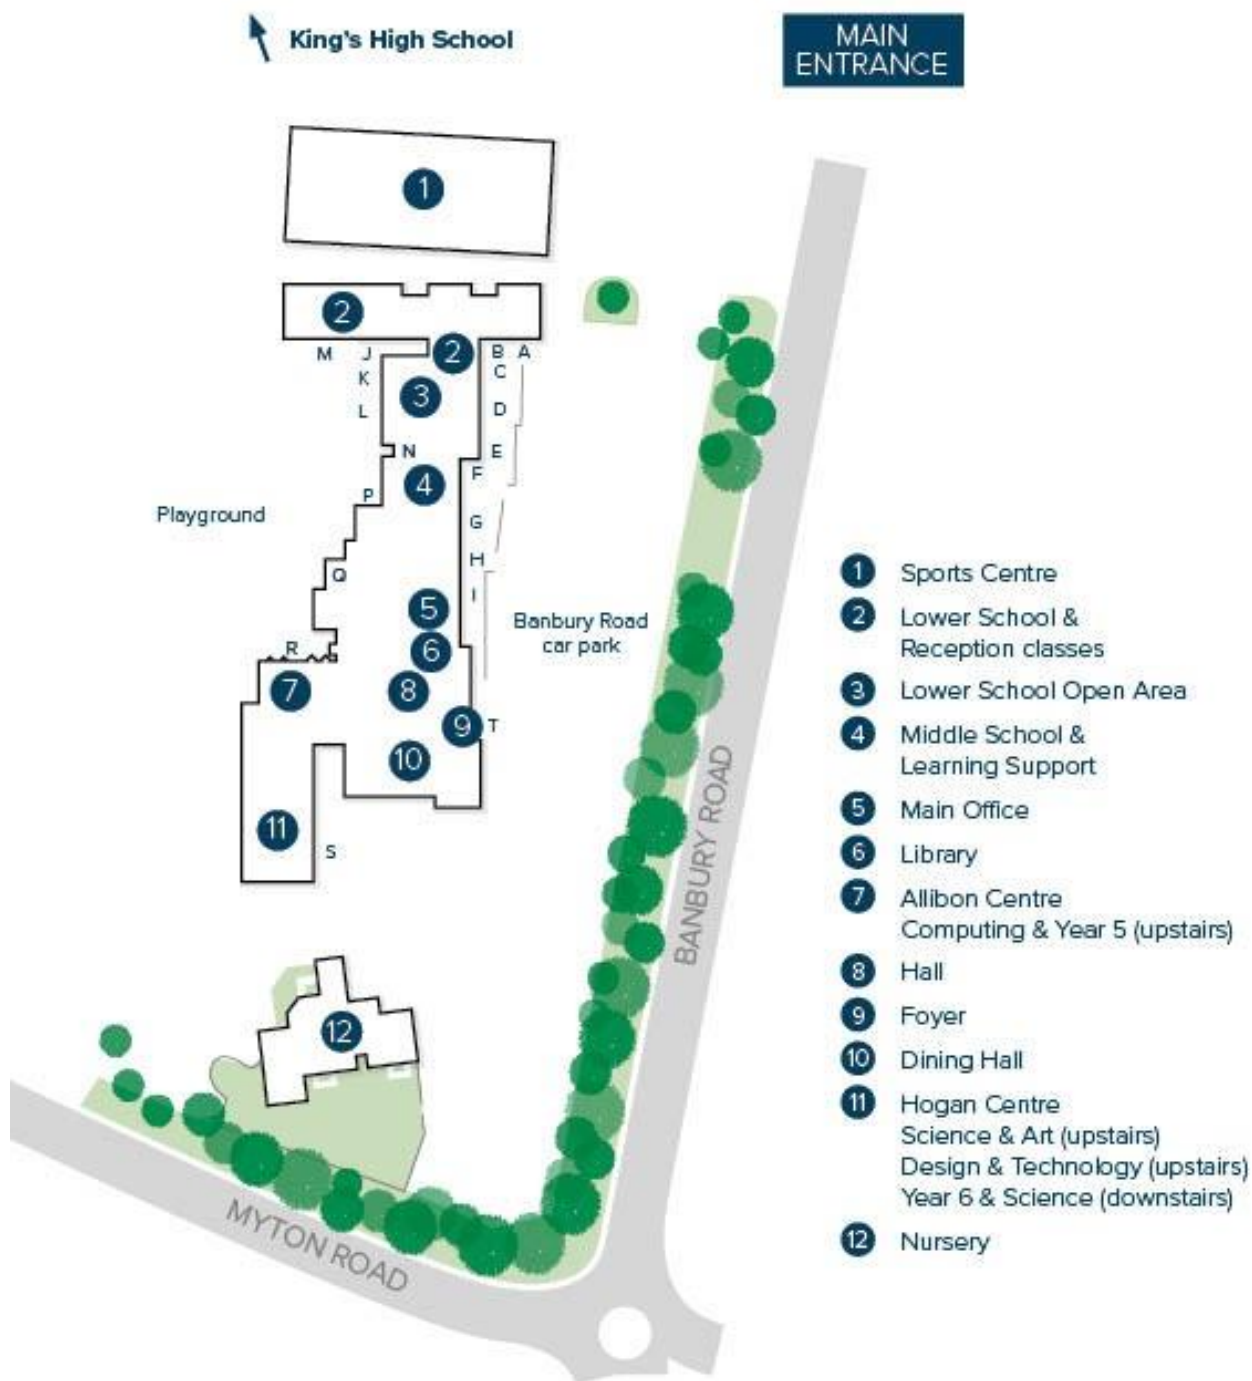 King's High School
MAIN
ENTRANCE
1
2
M
J
2
B
A
K
C
3
L
D
N
E
4
F
P
Playground
G
H
Q
I
5
Banbury Road
car park
6
R
7
8
9
T
10
11
S
12
BANBURY ROAD
MYTON ROAD
1 Sports Centre
2 Lower School &
Reception classes
3 Lower School Open Area
4 Middle School &
Learning Support
5 Main Office
6 Library
7 Allibon Centre
Computing & Year 5 (upstairs)
8 Hall
9 Foyer
10 Dining Hall
11 Hogan Centre
Science & Art (upstairs)
Design & Technology (upstairs)
Year 6 & Science (downstairs)
12 Nursery